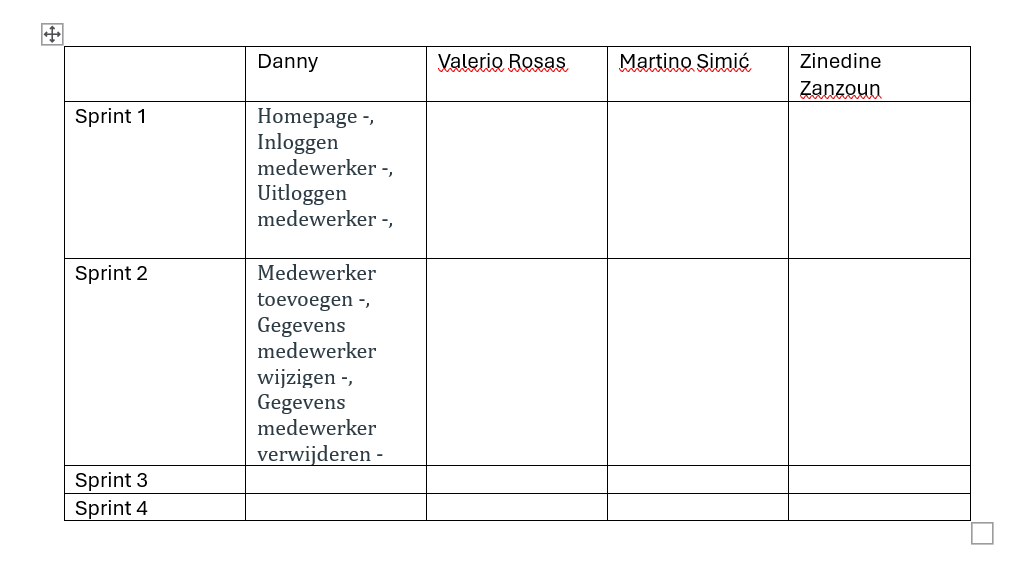 Danny
Valerio Rosas
Martino Simić
Zinedine
Zanzoun
Sprint 1
Homepage -,
Inloggen
medewerker -,
Uitloggen
medewerker -,
Sprint 2
Medewerker
toevoegen -,
Gegevens
medewerker
wijzigen -,
Gegevens
medewerker
verwijderen -
Sprint 3
Sprint 4